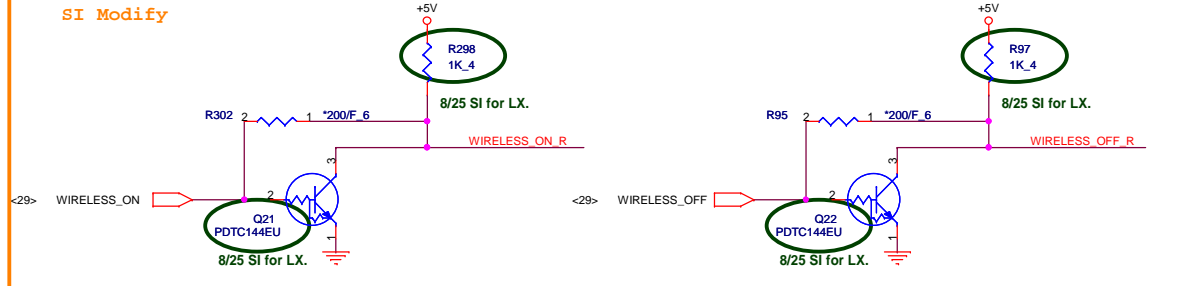 SI Modify
+5V
R298
1K_4
8/25 SI for LX.
R302 2 1 *200/F_6
WIRELESS_ON_R
3
<29> WIRELESS_ON 2
Q21
PDTC144EU 1
8/25 SI for LX.
+5V
R97
1K_4
8/25 SI for LX.
R95 2 1 *200/F_6
WIRELESS_OFF_R
3
<29> WIRELESS_OFF 2
Q22
PDTC144EU 1
8/25 SI for LX.